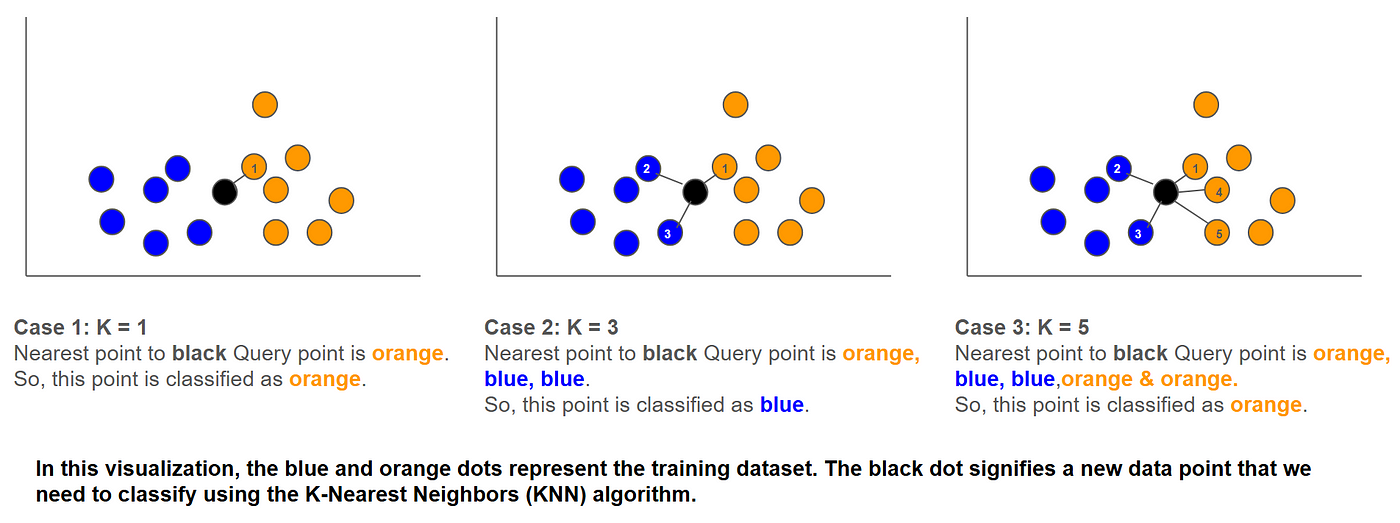 1
2
1
3
2
1
4
3
5
Case 1: K = 1
Nearest point to black Query point is orange.
So, this point is classified as orange.
Case 2: K = 3
Nearest point to black Query point is orange,
blue, blue.
So, this point is classified as blue.
Case 3: K = 5
Nearest point to black Query point is orange,
blue, blue,orange & orange.
So, this point is classified as orange.
In this visualization, the blue and orange dots represent the training dataset. The black dot signifies a new data point that we
need to classify using the K-Nearest Neighbors (KNN) algorithm.